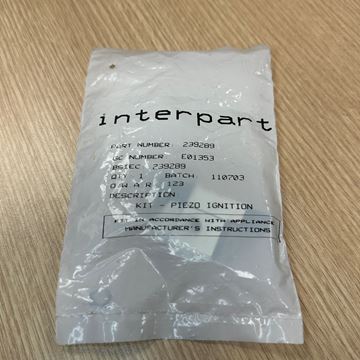 interpart
PART NUMBER: 239289
GC NUMBER: E01353
BSIEC: 239289
QTY 1 BATCH: 110703
O/W A R 123
DESCRIPTION
KIT - PIEZO IGNITION
FIT IN ACCORDANCE WITH APPLIANCE
MANUFACTURER'S INSTRUCTIONS